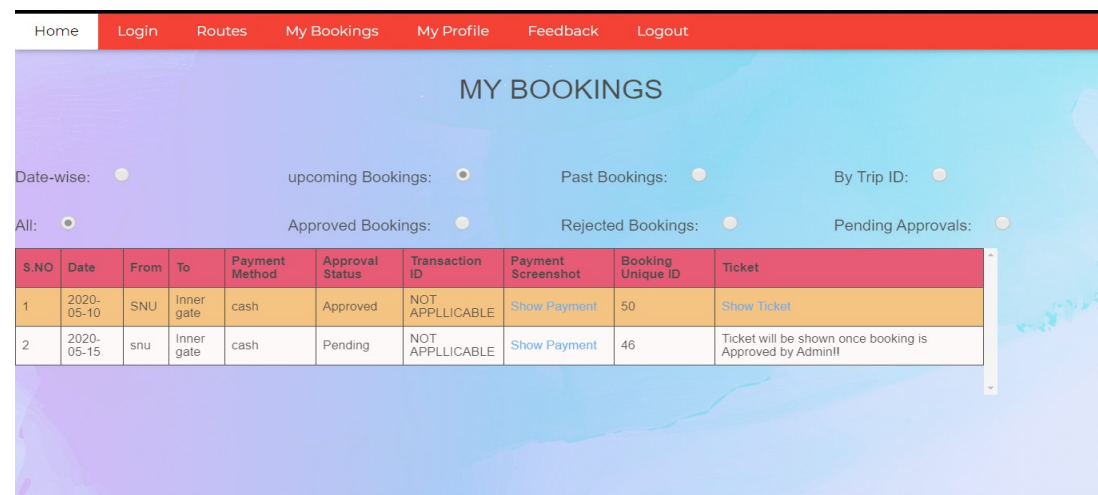 Home Login Routes My Bookings My Profile Feedback Logout
MY BOOKINGS
Date-wise: upcoming Bookings: Past Bookings: By Trip ID:
All: Approved Bookings: Rejected Bookings: Pending Approvals:
S.NO Date From To Payment Method Approval Status Transaction ID Payment Screenshot Booking Unique ID Ticket
1 2020-05-10 SNU Inner gate cash Approved NOT APPLLICABLE Show Payment 50 Show Ticket
2 2020-05-15 snu Inner gate cash Pending NOT APPLLICABLE Show Payment 46 Ticket will be shown once booking is Approved by Admin!!